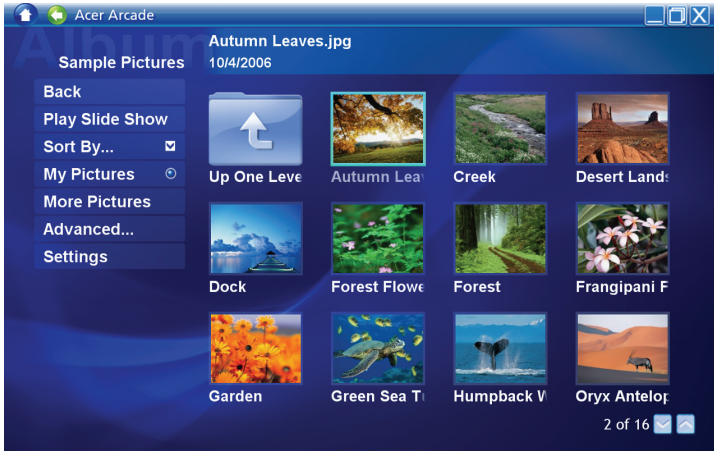 Acer Arcade
Album
Autumn Leaves.jpg
10/4/2006
Sample Pictures
Back
Play Slide Show
Sort By...
My Pictures
More Pictures
Advanced...
Settings
Up One Leve
Autumn Leav
Creek
Desert Lands
Dock
Forest Flowe
Forest
Frangipani F
Garden
Green Sea Tu
Humpback W
Oryx Antelop
2 of 16